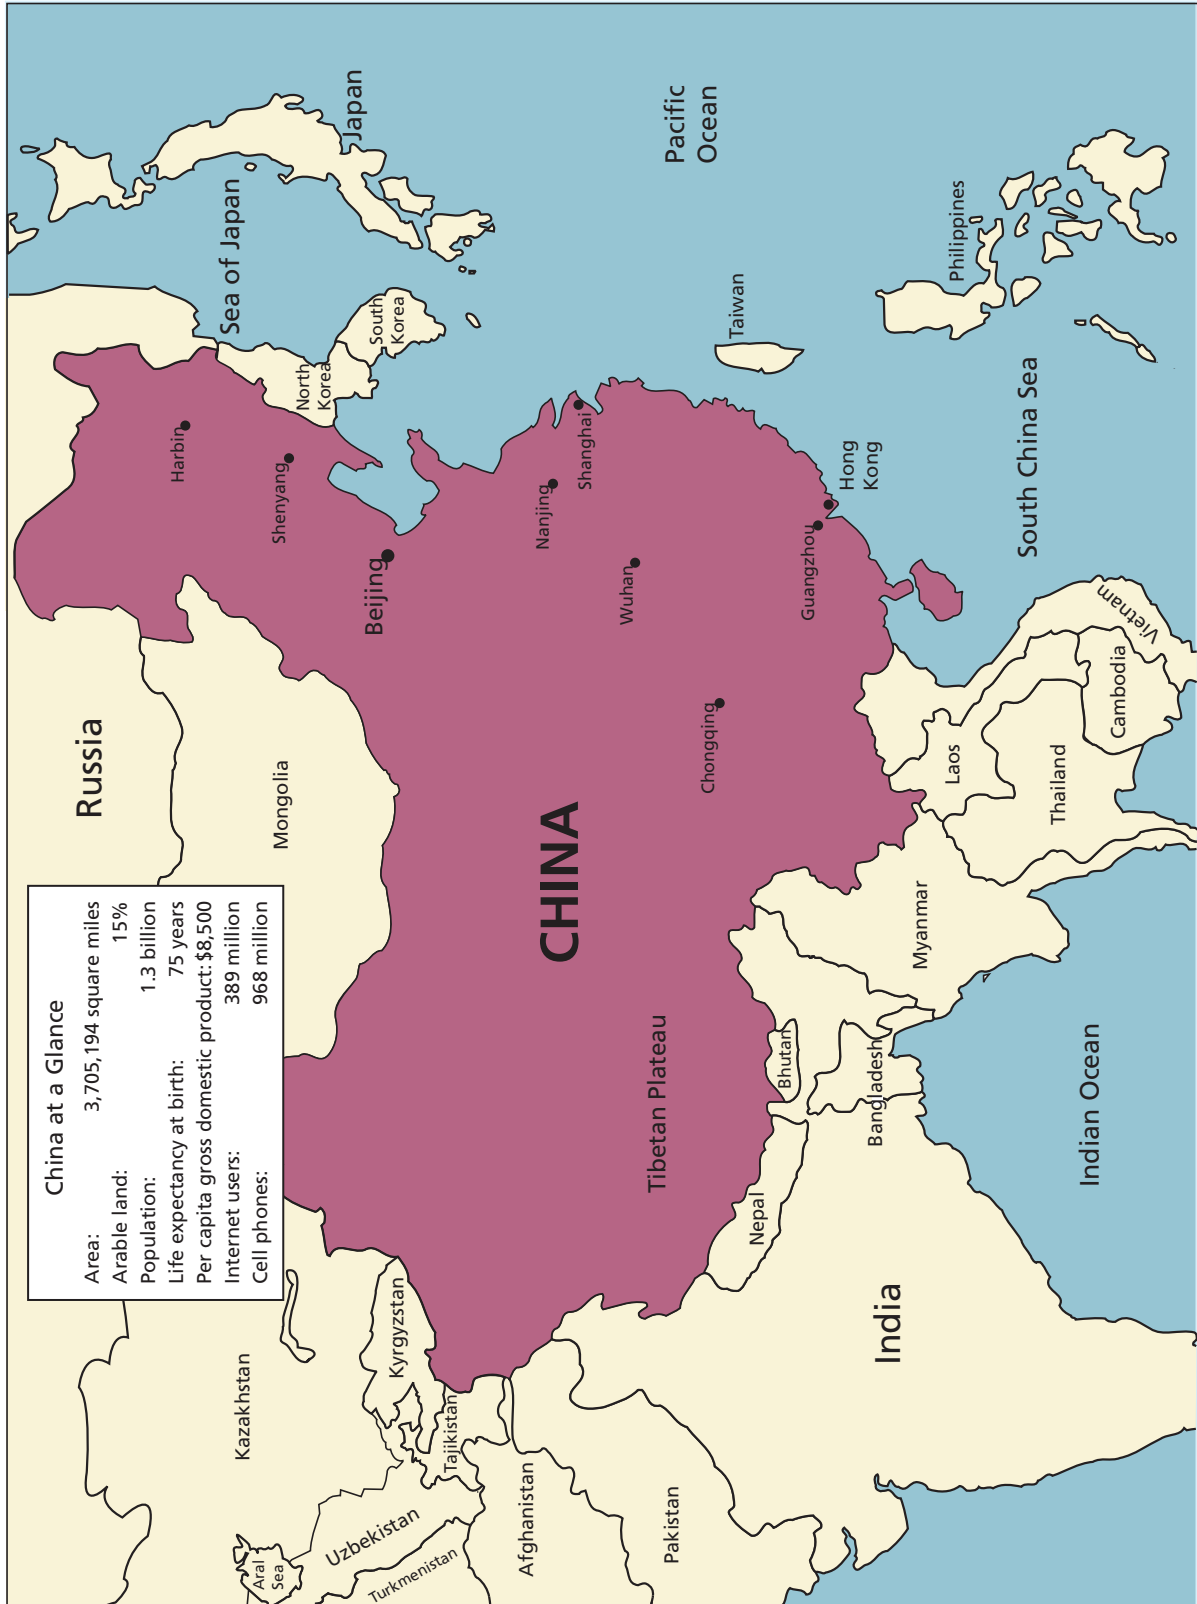 China at a Glance
Area: 3,705,194 square miles
Arable land: 15%
Population: 1.3 billion
Life expectancy at birth: 75 years
Per capita gross domestic product: $8,500
Internet users: 389 million
Cell phones: 968 million
Russia
Kazakhstan
Mongolia
Aral
Sea
Uzbekistan
Turkmenistan
Kyrgyzstan
Tajikistan
Afghanistan
Pakistan
Harbin
Shenyang
Beijing
North
Korea
South
Korea
Sea of Japan
Japan
CHINA
Tibetan Plateau
Nanjing
Shanghai
Wuhan
Chongqing
Guangzhou
Hong
Kong
Taiwan
Pacific
Ocean
Nepal
Bhutan
Bangladesh
India
Myanmar
Laos
Thailand
Cambodia
Vietnam
South China Sea
Philippines
Indian Ocean